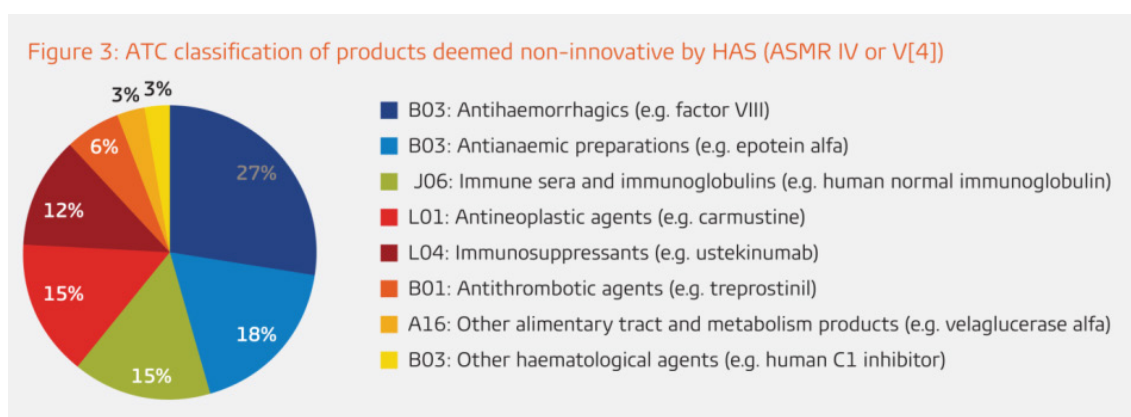 Figure 3: ATC classification of products deemed non-innovative by HAS (ASMR IV or V[4])
3% 3%
6%
27%
12%
15%
18%
15%
B03: Antihaemorrhagics (e.g. factor VIII)
B03: Antianaemic preparations (e.g. epotein alfa)
J06: Immune sera and immunoglobulins (e.g. human normal immunoglobulin)
L01: Antineoplastic agents (e.g. carmustine)
L04: Immunosuppressants (e.g. ustekinumab)
B01: Antithrombotic agents (e.g. treprostinil)
A16: Other alimentary tract and metabolism products (e.g. velaglucerase alfa)
B03: Other haematological agents (e.g. human C1 inhibitor)